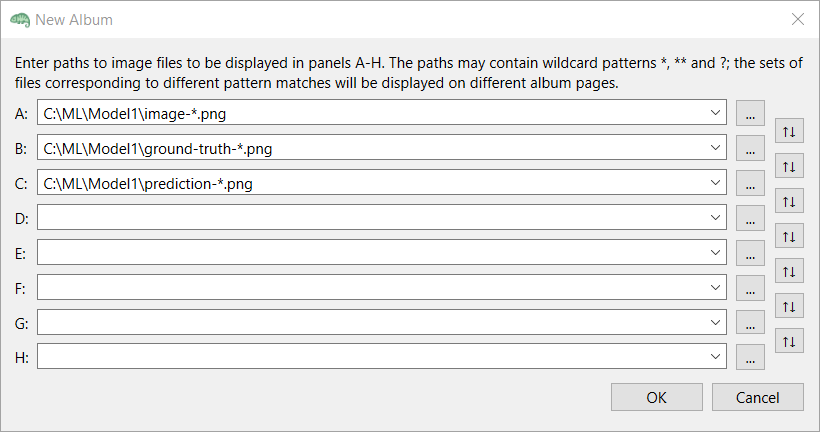 New Album
Enter paths to image files to be displayed in panels A-H. The paths may contain wildcard patterns *, ** and ?; the sets of
files corresponding to different pattern matches will be displayed on different album pages.
A: C:\ML\Model1\image-*.png ...
↑↓
B: C:\ML\Model1\ground-truth-*.png ...
↑↓
C: C:\ML\Model1\prediction-*.png ...
↑↓
D: ...
↑↓
E: ...
↑↓
F: ...
↑↓
G: ...
↑↓
H: ...
OK Cancel